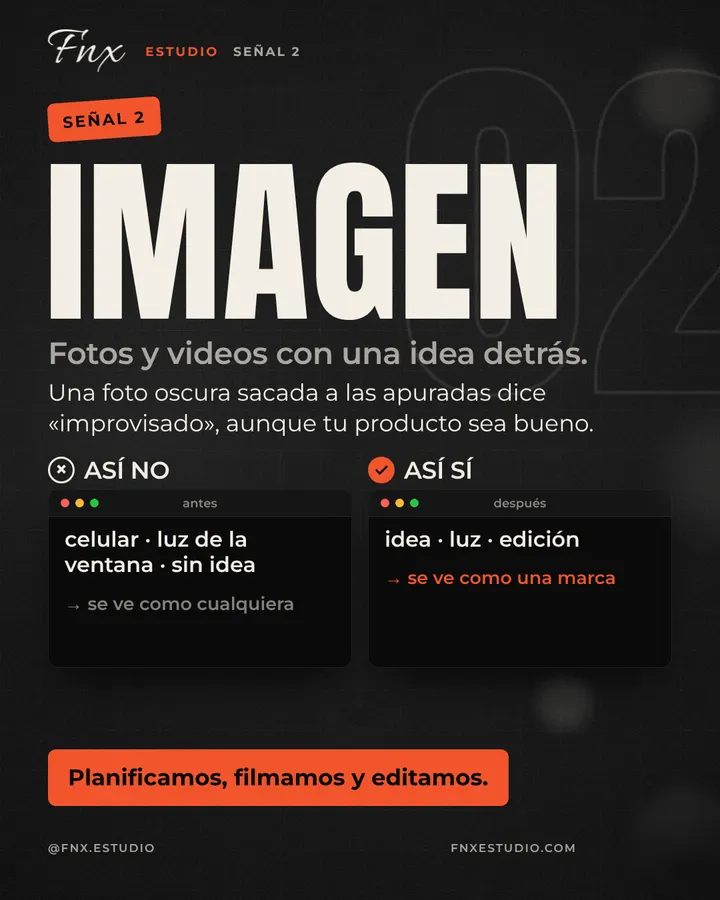 Fnx ESTUDIO SEÑAL 2
02
SEÑAL 2
IMAGEN
Fotos y videos con una idea detrás.
Una foto oscura sacada a las apuradas dice
«improvisado», aunque tu producto sea bueno.
ASÍ NO
antes
celular · luz de la
ventana · sin idea
→ se ve como cualquiera
ASÍ SÍ
después
idea · luz · edición
→ se ve como una marca
Planificamos, filmamos y editamos.
@FNX.ESTUDIO
FNXESTUDIO.COM